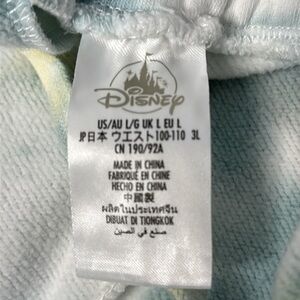 Disney
US/AU L/G UK L EU L
JP日本 ウエスト100-110 3L
CN 190/92A
MADE IN CHINA
FABRIQUÉ EN CHINE
HECHO EN CHINA
中國製
ผลิตในประเทศจีน
DIBUAT DI TIONGKOK
صنع في الصين